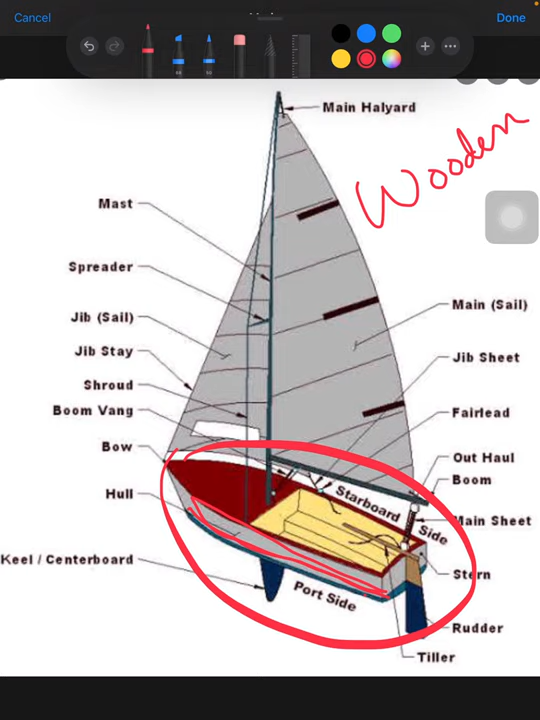 Cancel
Done
Main Halyard
Wooden
Mast
Spreader
Jib (Sail)
Main (Sail)
Jib Stay
Jib Sheet
Shroud
Boom Vang
Fairlead
Bow
Out Haul
Boom
Hull
Starboard Side
Main Sheet
Keel / Centerboard
Stern
Port Side
Rudder
Tiller